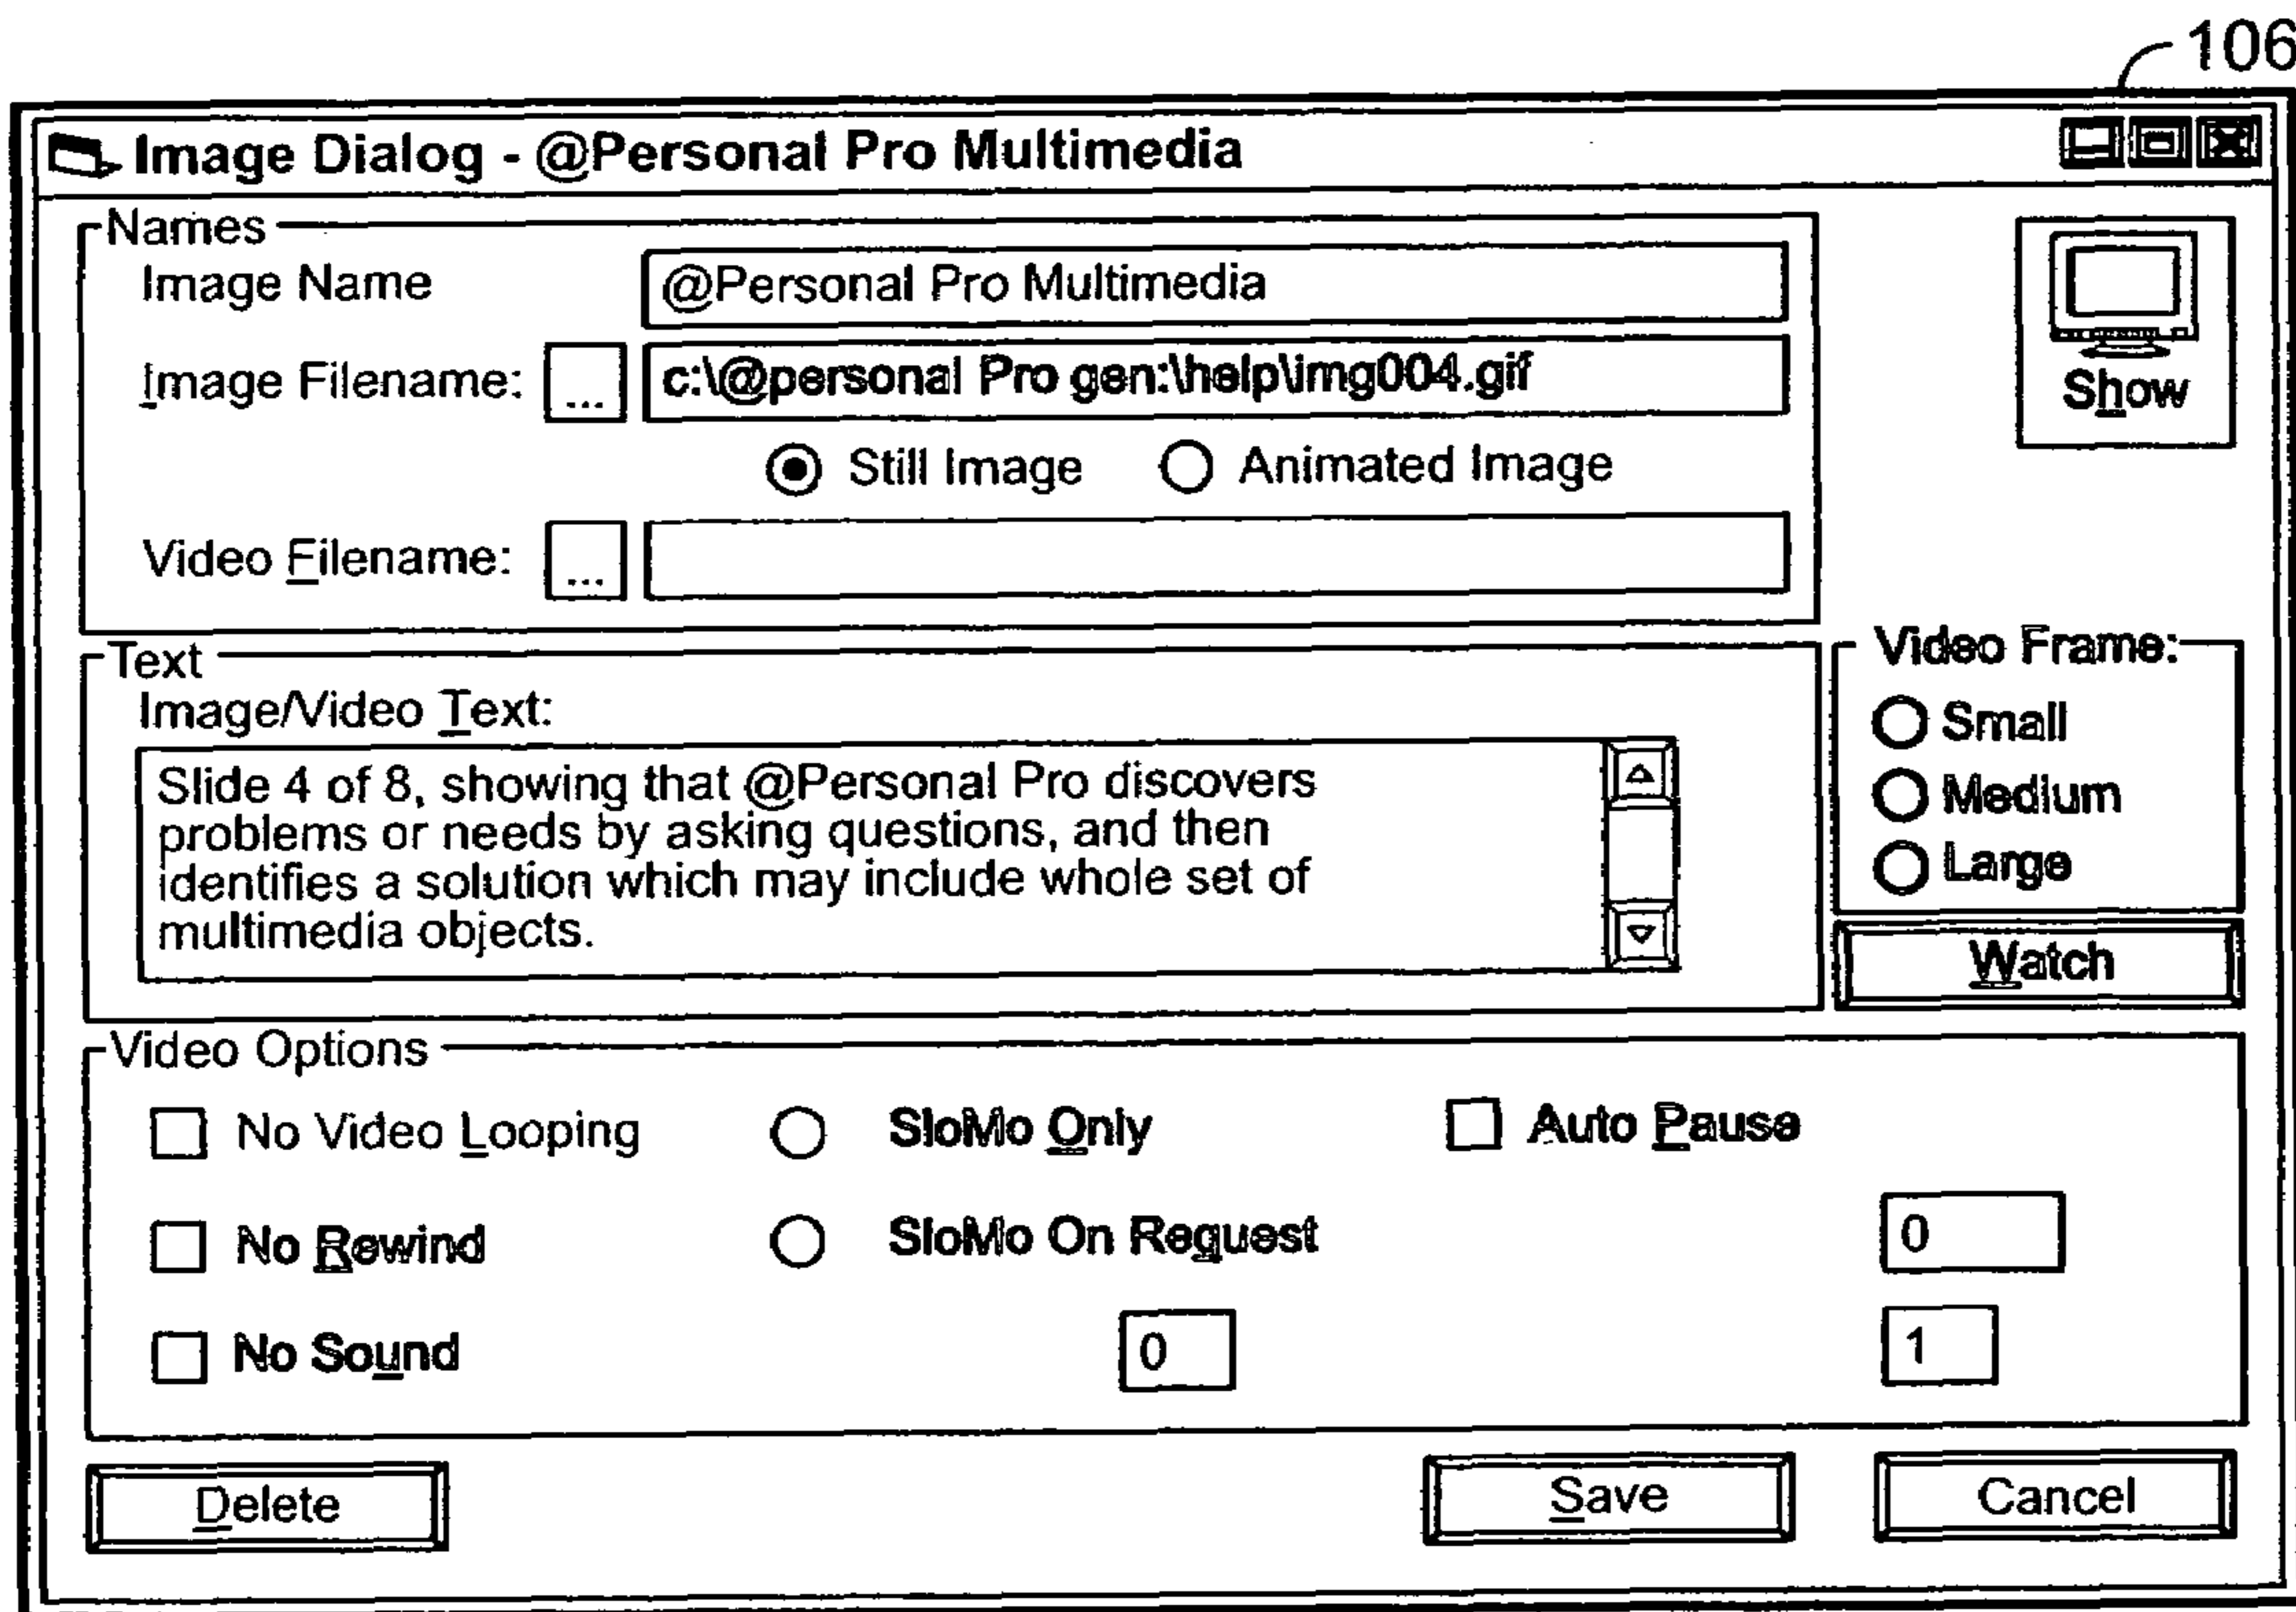 106
Image Dialog - @Personal Pro Multimedia
Names
Image Name @Personal Pro Multimedia
Image Filename: ... c:\@personal Pro gen:\help\img004.gif
Show
Still Image Animated Image
Video Filename: ...
Text
Image/Video Text:
Slide 4 of 8, showing that @Personal Pro discovers
problems or needs by asking questions, and then
identifies a solution which may include whole set of
multimedia objects.
Video Frame:
Small
Medium
Large
Watch
Video Options
No Video Looping SloMo Only Auto Pause
No Rewind SloMo On Request 0
No Sound 0 1
Delete Save Cancel